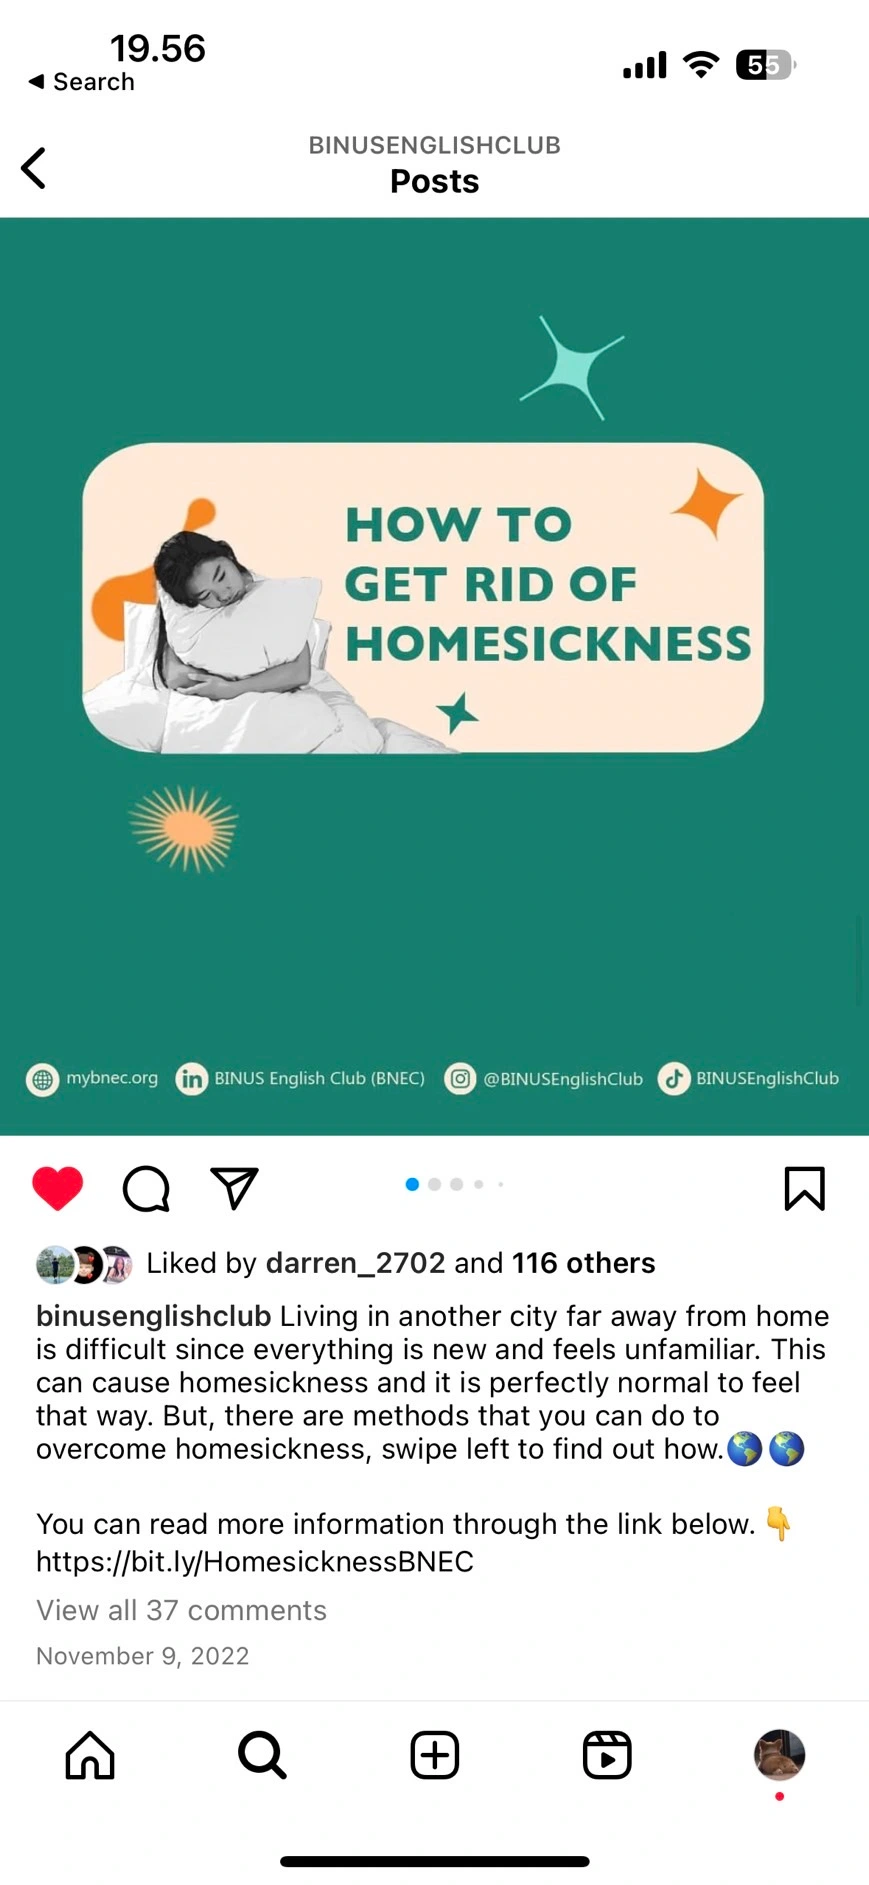 19.56
◀ Search
55
BINUSENGLISHCLUB
Posts
HOW TO
GET RID OF
HOMESICKNESS
mybnec.org
in BINUS English Club (BNEC)
@BINUSEnglishClub
BINUSEnglishClub
Liked by darren_2702 and 116 others
binusenglishclub Living in another city far away from home
is difficult since everything is new and feels unfamiliar. This
can cause homesickness and it is perfectly normal to feel
that way. But, there are methods that you can do to
overcome homesickness, swipe left to find out how.🌎🌎
You can read more information through the link below. 👇
https://bit.ly/HomesicknessBNEC
View all 37 comments
November 9, 2022